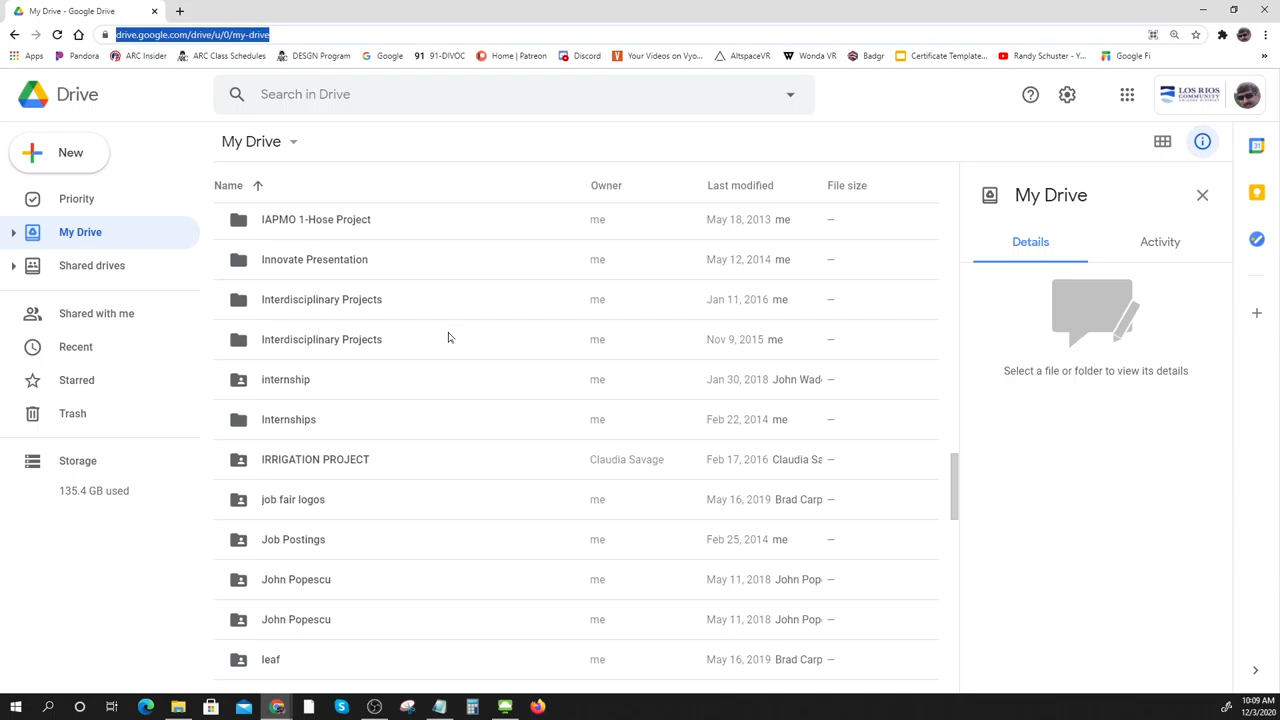 My Drive - Google Drive
drive.google.com/drive/u/0/my-drive
Apps Pandora ARC Insider ARC Class Schedules DESGN Program Google 91 91-DIVOC Home | Patreon Discord Your Videos on Vyo... AltspaceVR Wonda VR Badgr Certificate Template... Randy Schuster - Y... Google Fi
Drive
Search in Drive
LOS RIOS
COMMUNITY
New
My Drive
Priority
My Drive
Shared drives
Shared with me
Recent
Starred
Trash
Storage
135.4 GB used
Name Owner Last modified File size
IAPMO 1-Hose Project me May 18, 2013 me —
Innovate Presentation me May 12, 2014 me —
Interdisciplinary Projects me Jan 11, 2016 me —
Interdisciplinary Projects me Nov 9, 2015 me —
internship me Jan 30, 2018 John Wad —
Internships me Feb 22, 2014 me —
IRRIGATION PROJECT Claudia Savage Feb 17, 2016 Claudia Sa —
job fair logos me May 16, 2019 Brad Carp —
Job Postings me Feb 25, 2014 me —
John Popescu me May 11, 2018 John Pop —
John Popescu me May 11, 2018 John Pop —
leaf me May 16, 2019 Brad Carp —
My Drive
Details Activity
Select a file or folder to view its details
31
10:09 AM
12/3/2020